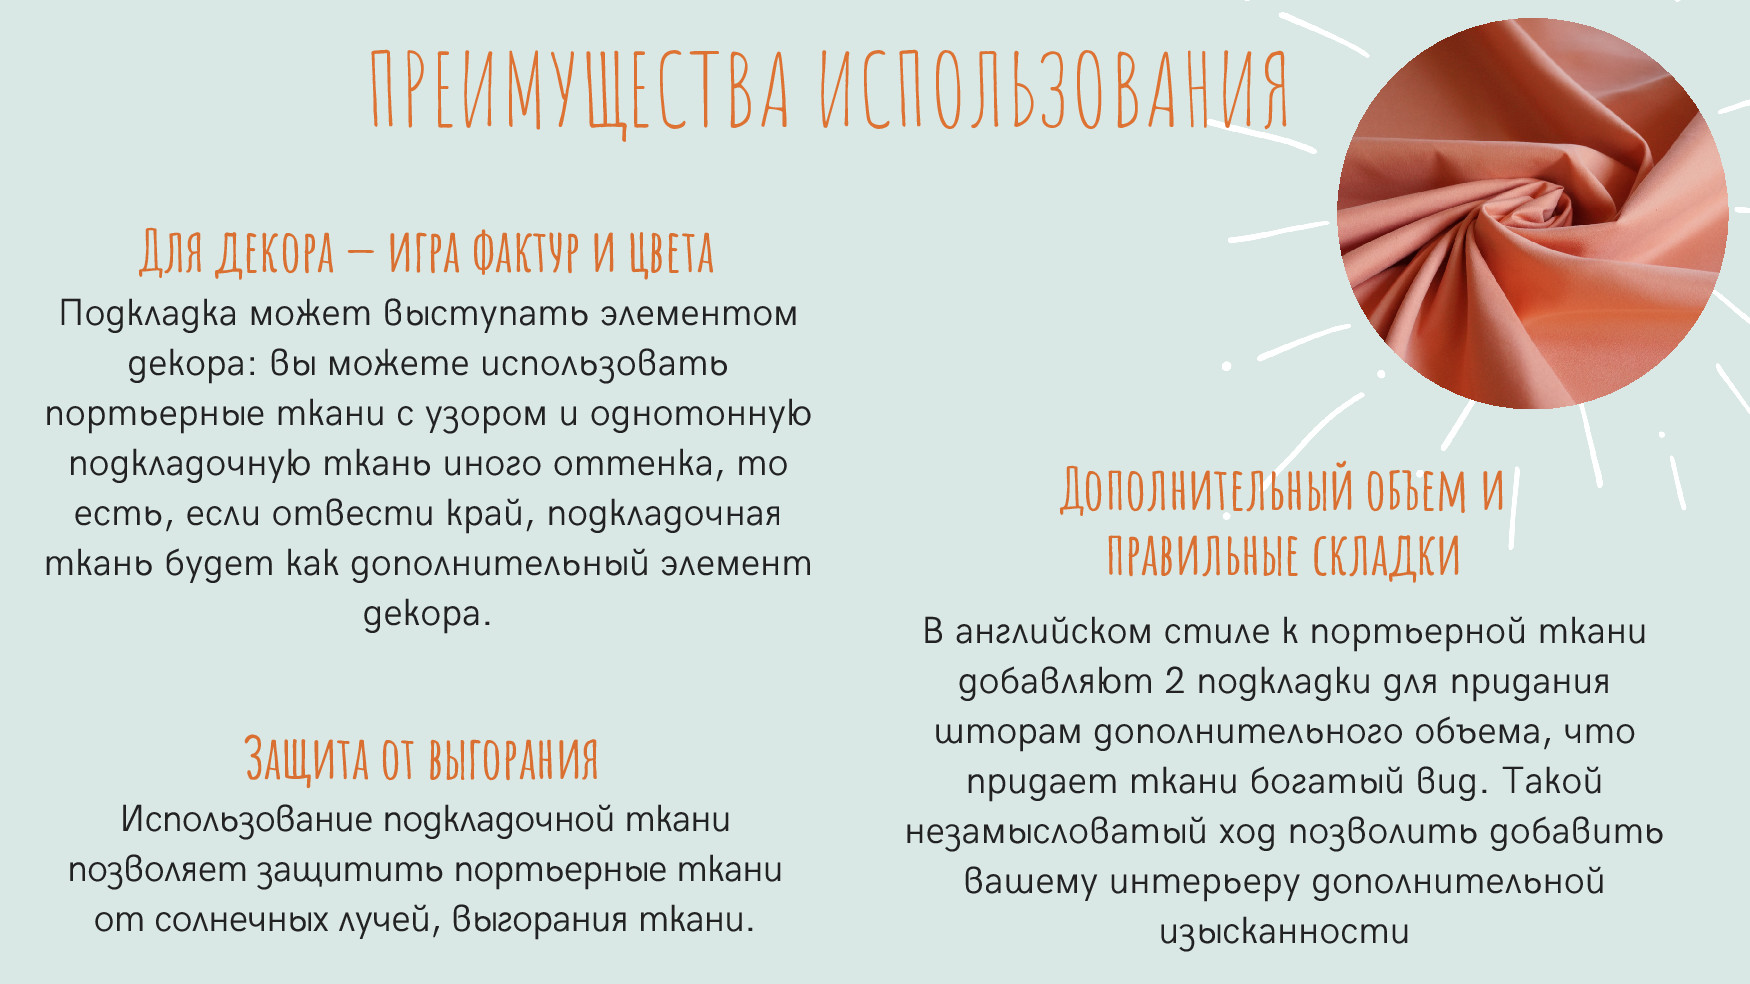 ПРЕИМУЩЕСТВА ИСПОЛЬЗОВАНИЯ
Для декора – игра фактур и цвета
Подкладка может выступать элементом
декора: вы можете использовать
портьерные ткани с узором и однотонную
подкладочную ткань иного оттенка, то
есть, если отвести край, подкладочная
ткань будет как дополнительный элемент
декора.
Защита от выгорания
Использование подкладочной ткани
позволяет защитить портьерные ткани
от солнечных лучей, выгорания ткани.
Дополнительный объем и
правильные складки
В английском стиле к портьерной ткани
добавляют 2 подкладки для придания
шторам дополнительного объема, что
придает ткани богатый вид. Такой
незамысловатый ход позволить добавить
вашему интерьеру дополнительной
изысканности